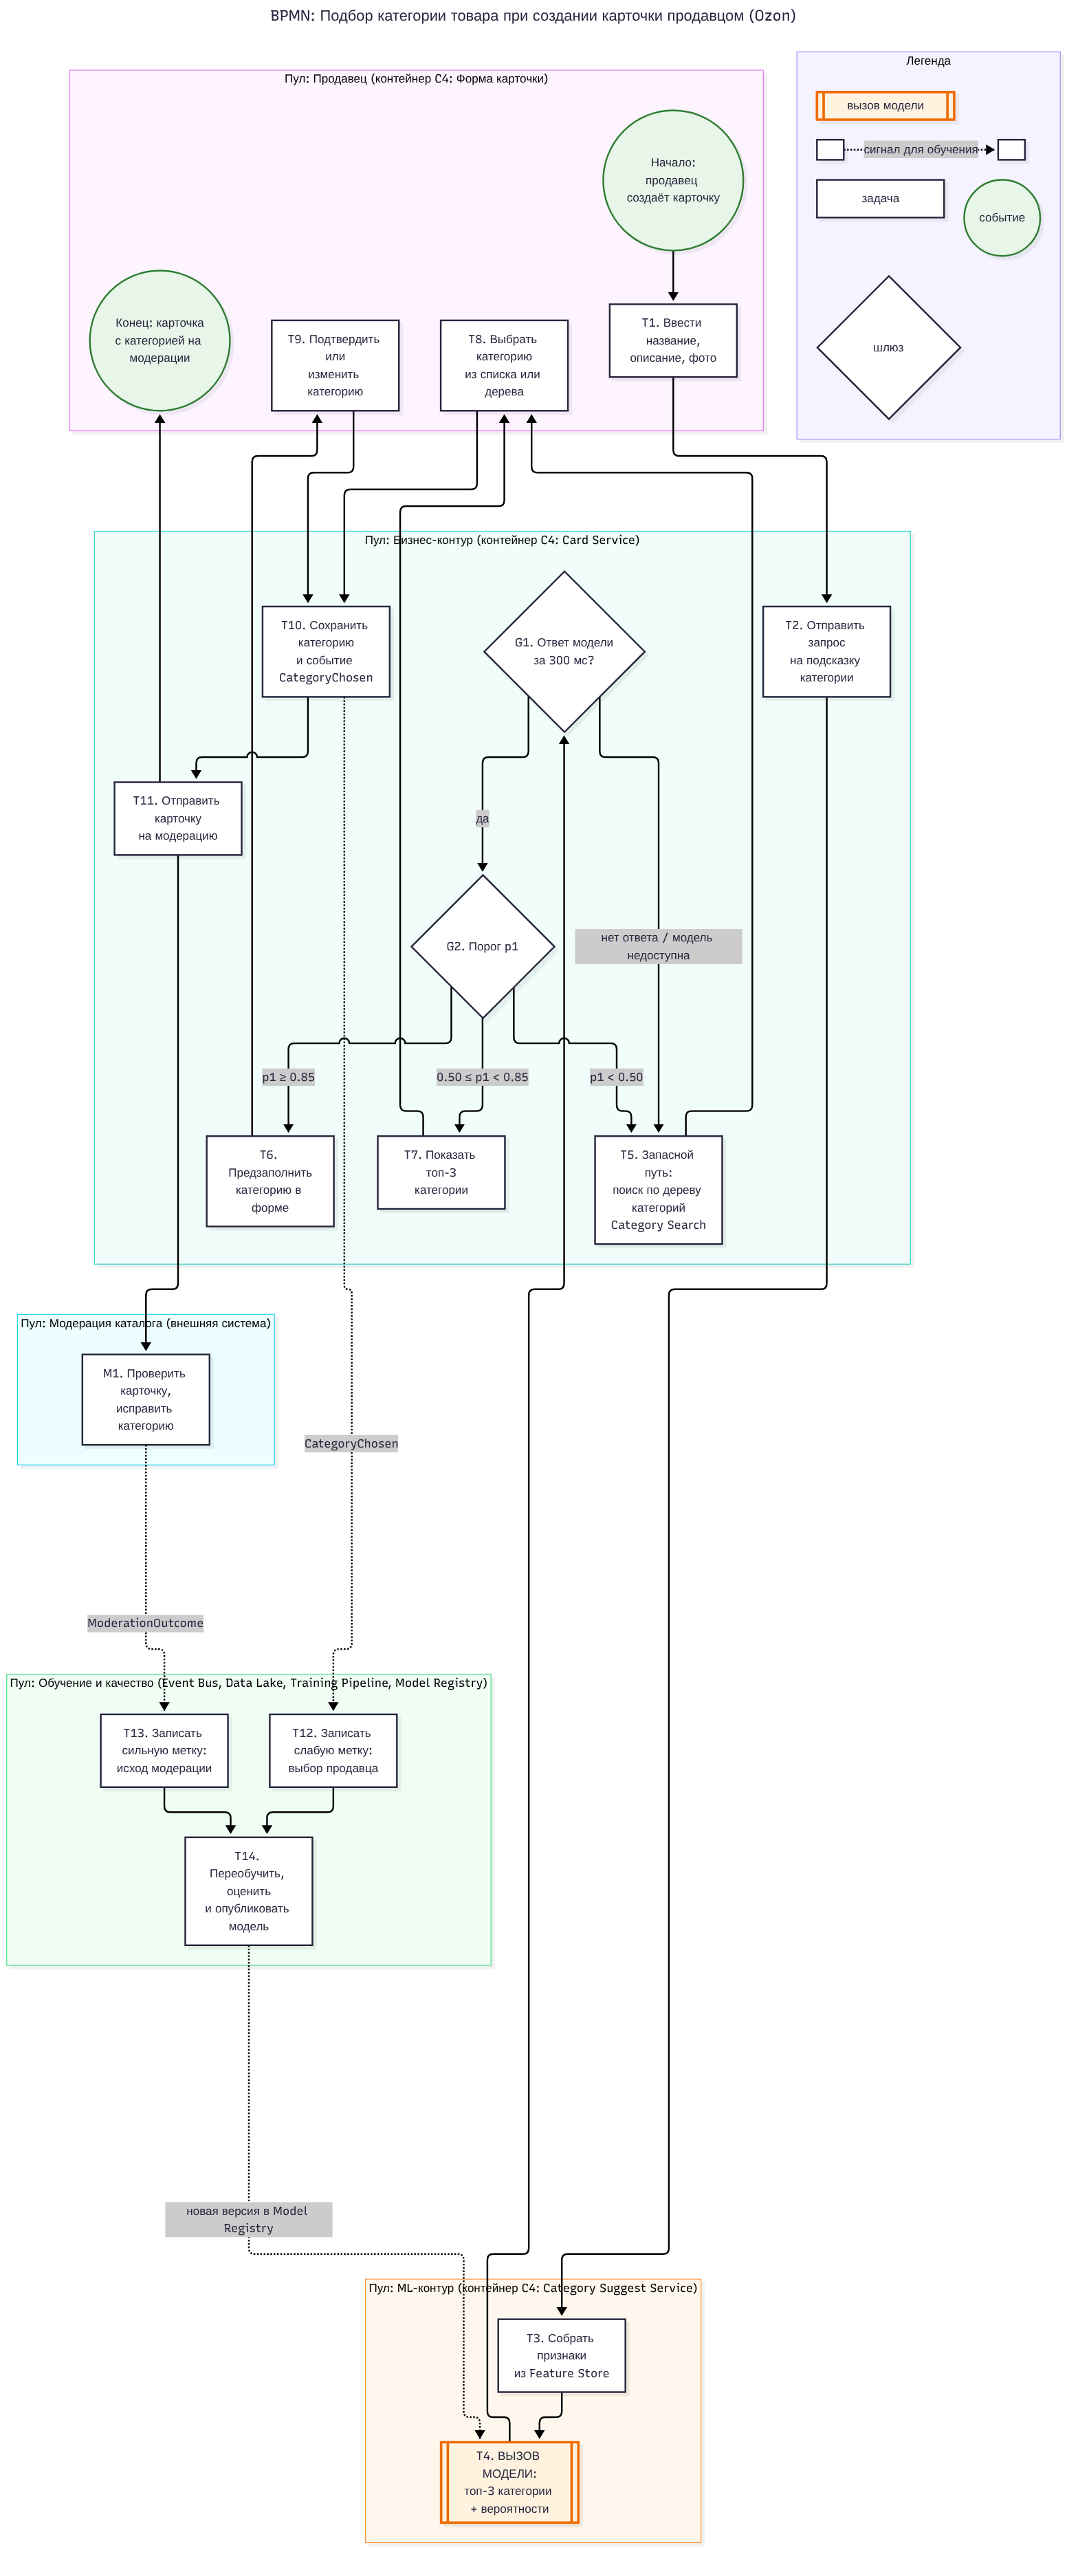 BPMN: Подбор категории товара при создании карточки продавцом (Ozon)
Пул: Продавец (контейнер C4: Форма карточки)
Начало:
продавец
создаёт карточку
Конец: карточка
с категорией на
модерации
T9. Подтвердить
или
изменить
категорию
T8. Выбрать
категорию
из списка или
дерева
T1. Ввести
название,
описание, фото
Легенда
вызов модели
сигнал для обучения
задача
событие
шлюз
Пул: Бизнес-контур (контейнер C4: Card Service)
T10. Сохранить
категорию
и событие
CategoryChosen
G1. Ответ модели
за 300 мс?
T2. Отправить
запрос
на подсказку
категории
T11. Отправить
карточку
на модерацию
да
G2. Порог p1
нет ответа / модель
недоступна
p1 ≥ 0.85
0.50 ≤ p1 < 0.85
p1 < 0.50
T6.
Предзаполнить
категорию в
форме
T7. Показать
топ-3
категории
T5. Запасной
путь:
поиск по дереву
категорий
Category Search
Пул: Модерация каталога (внешняя система)
M1. Проверить
карточку,
исправить
категорию
CategoryChosen
ModerationOutcome
Пул: Обучение и качество (Event Bus, Data Lake, Training Pipeline, Model Registry)
T13. Записать
сильную метку:
исход модерации
T12. Записать
слабую метку:
выбор продавца
T14.
Переобучить,
оценить
и опубликовать
модель
новая версия в Model
Registry
Пул: ML-контур (контейнер C4: Category Suggest Service)
T3. Собрать
признаки
из Feature Store
T4. ВЫЗОВ
МОДЕЛИ:
топ-3 категории
+ вероятности